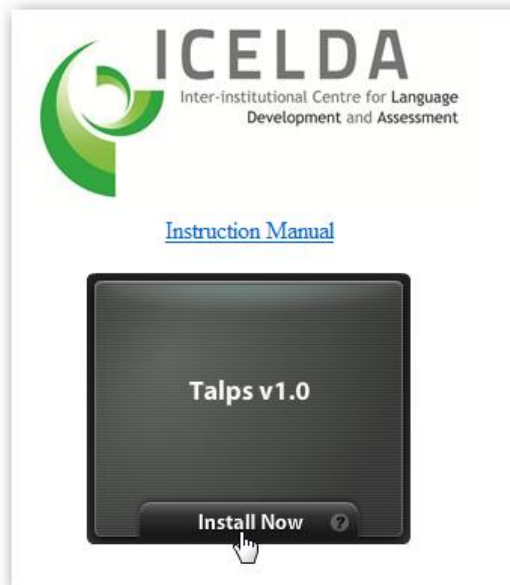 ICELDA
Inter-institutional Centre for Language
Development and Assessment
Instruction Manual
Talps v1.0
Install Now ?